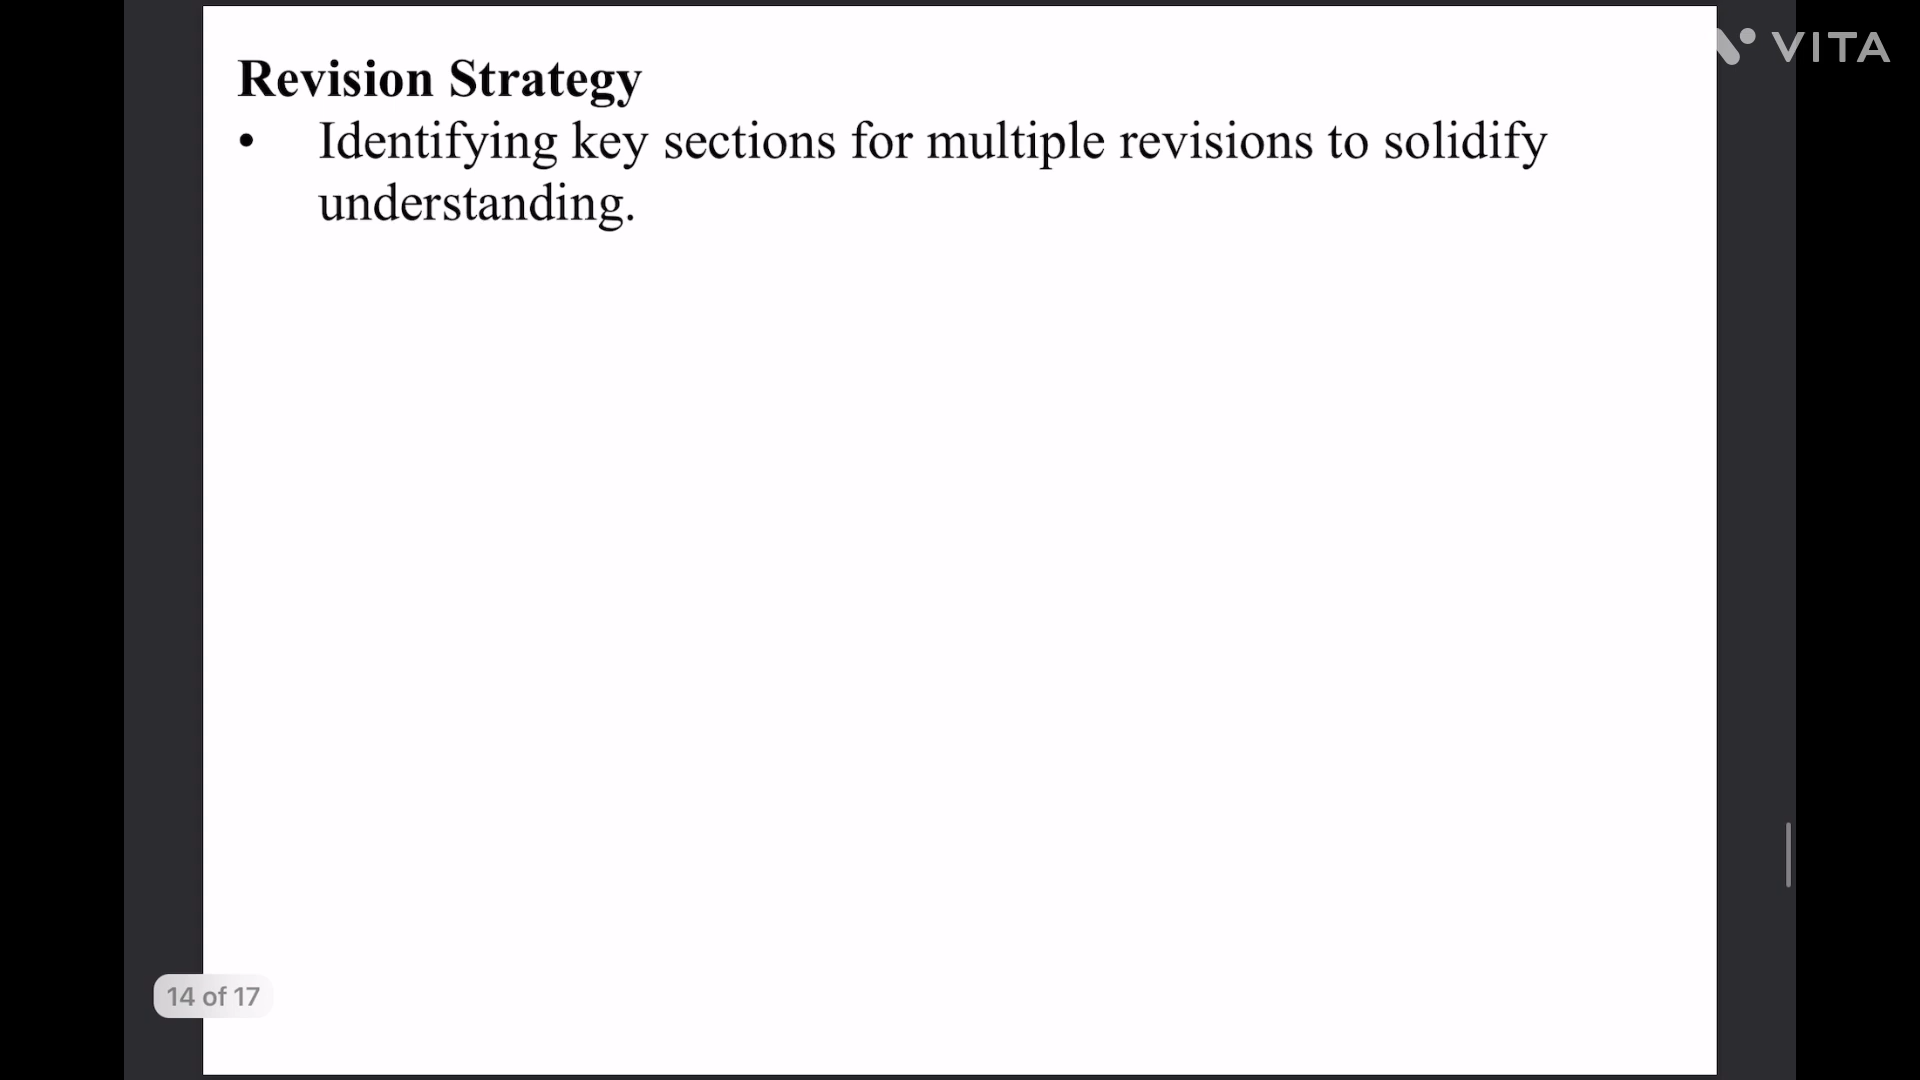 VITA
Revision Strategy
• Identifying key sections for multiple revisions to solidify
understanding.
14 of 17